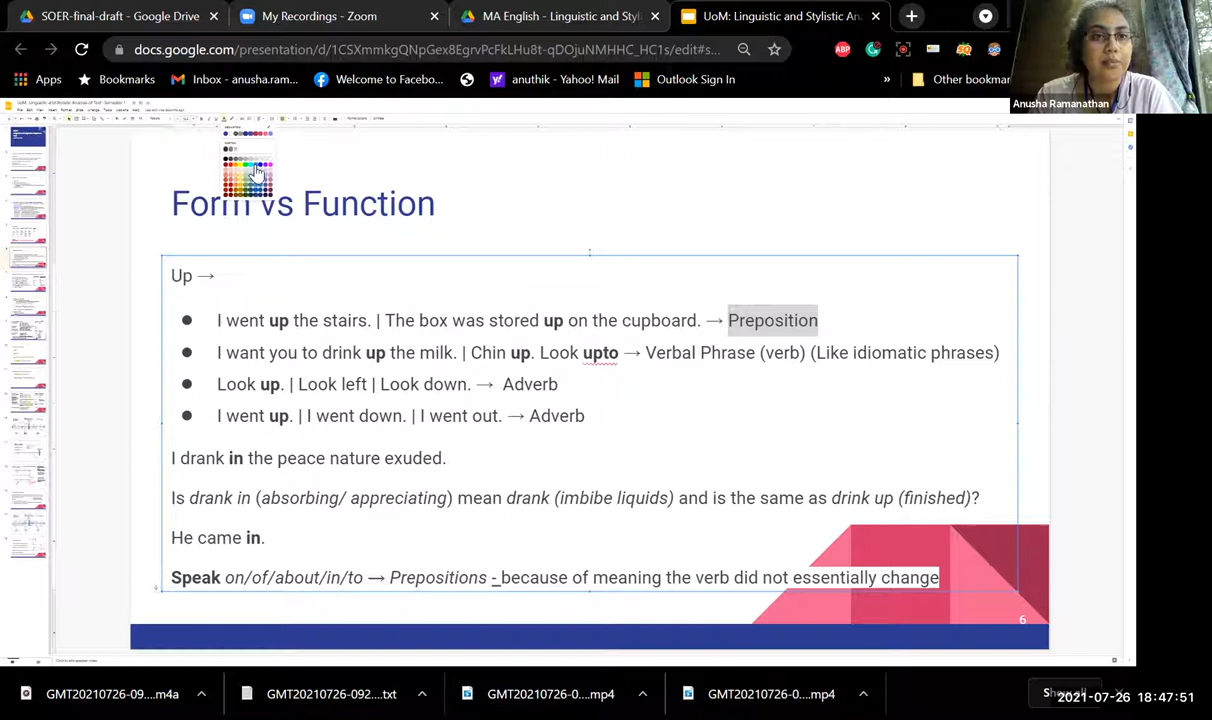 SOER-final-draft - Google Drive
My Recordings - Zoom
MA English - Linguistic and Styli
UoM: Linguistic and Stylistic Ana
docs.google.com/presentation/d/1CSXmmkgQNpGex8EgrvPcFkLHu8t-qDOjuNMHHC_HC1s/edit#s...
ABP
Apps
Bookmarks
Inbox - anusha.ram...
Welcome to Facebo...
anuthik - Yahoo! Mail
Outlook Sign In
»
Other bookmar
Anusha Ramanathan
Form vs Function
Up →
● I went up the stairs. | The box was stored up on the cupboard. → Preposition
● I want you to drink up the milk. | Chin up. Look upto → Verbal Phrase (verb) (Like idiomatic phrases)
● Look up. | Look left | Look down. → Adverb
● I went up. | I went down. | I went out. → Adverb
I drank in the peace nature exuded.
Is drank in (absorbing/ appreciating) mean drank (imbibe liquids) and is the same as drink up (finished)?
He came in.
Speak on/of/about/in/to → Prepositions - because of meaning the verb did not essentially change
6
GMT20210726-09....m4a
GMT20210726-092....txt
GMT20210726-0....mp4
GMT20210726-0....mp4
2021-07-26 18:47:51